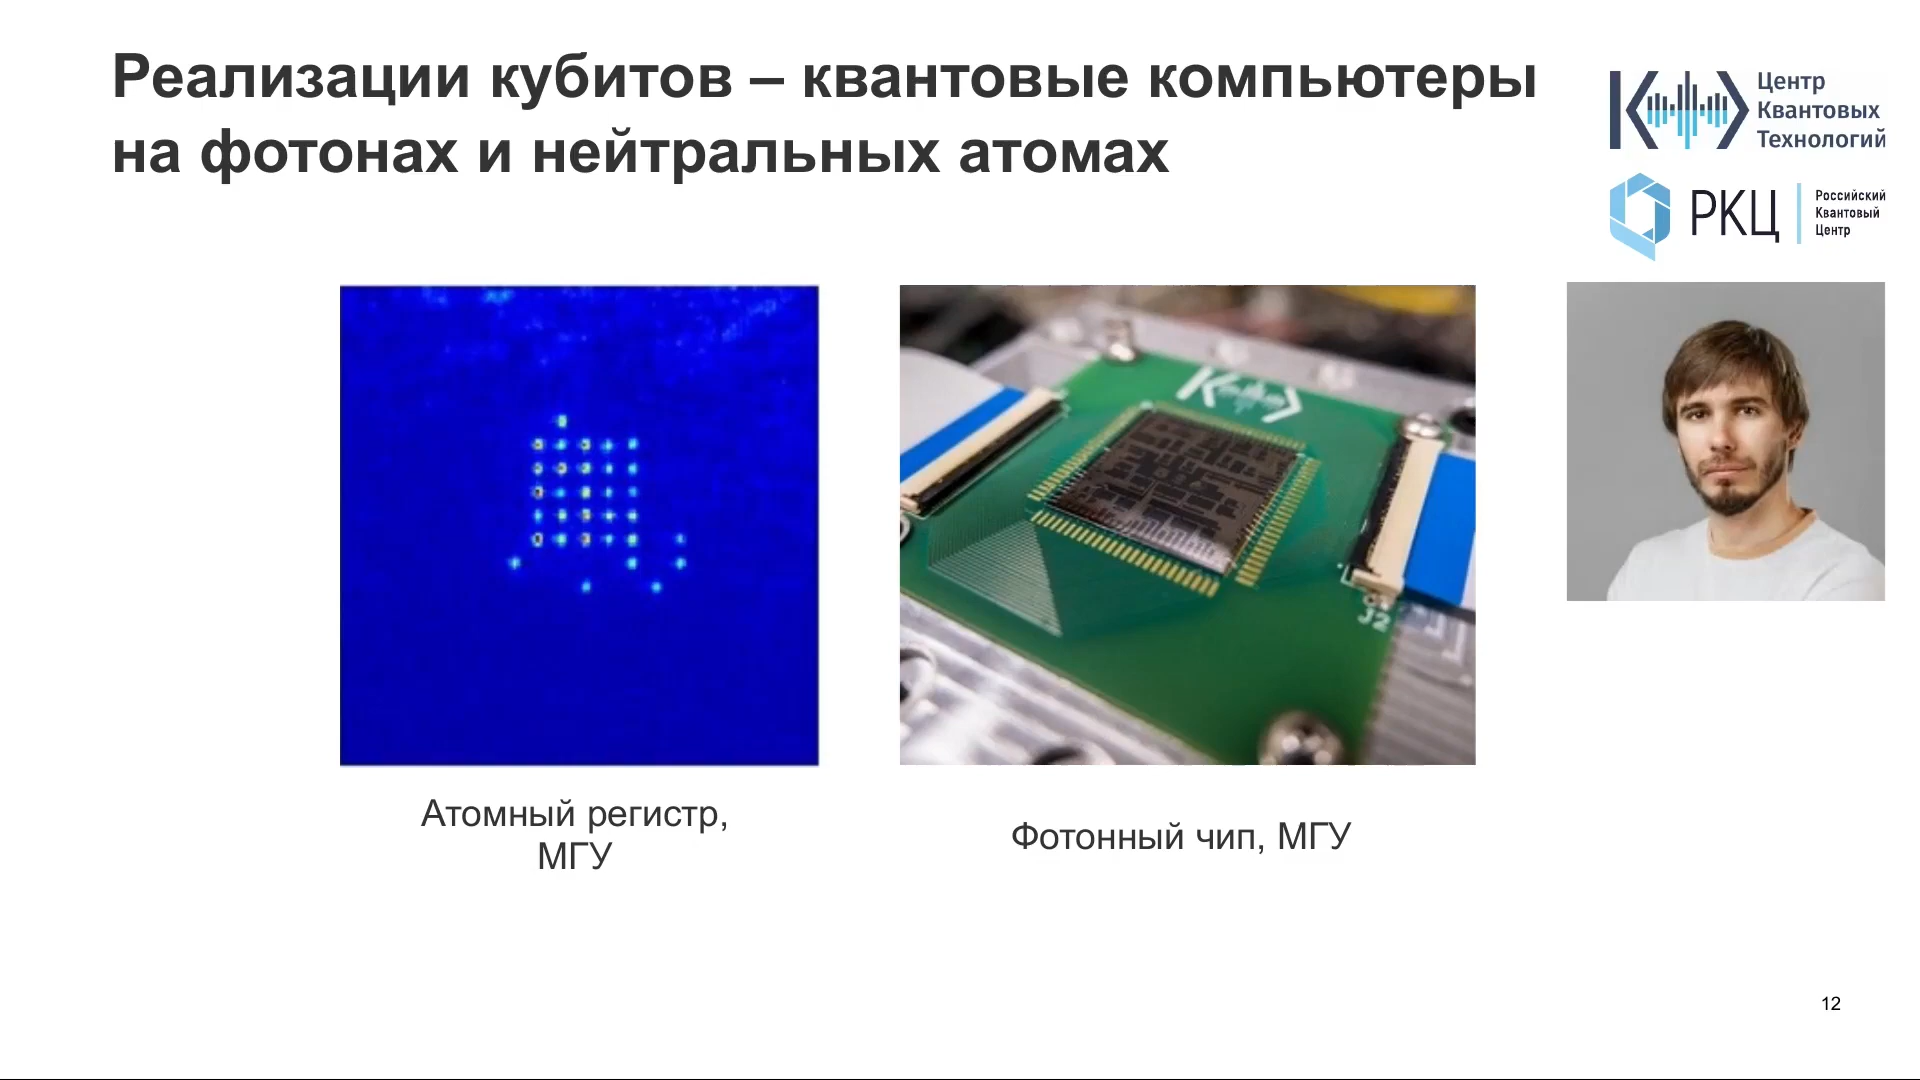 Реализации кубитов – квантовые компьютеры
на фотонах и нейтральных атомах
Центр
Квантовых
Технологий
РКЦ
Российский
Квантовый
Центр
J2
Атомный регистр,
МГУ
Фотонный чип, МГУ
12